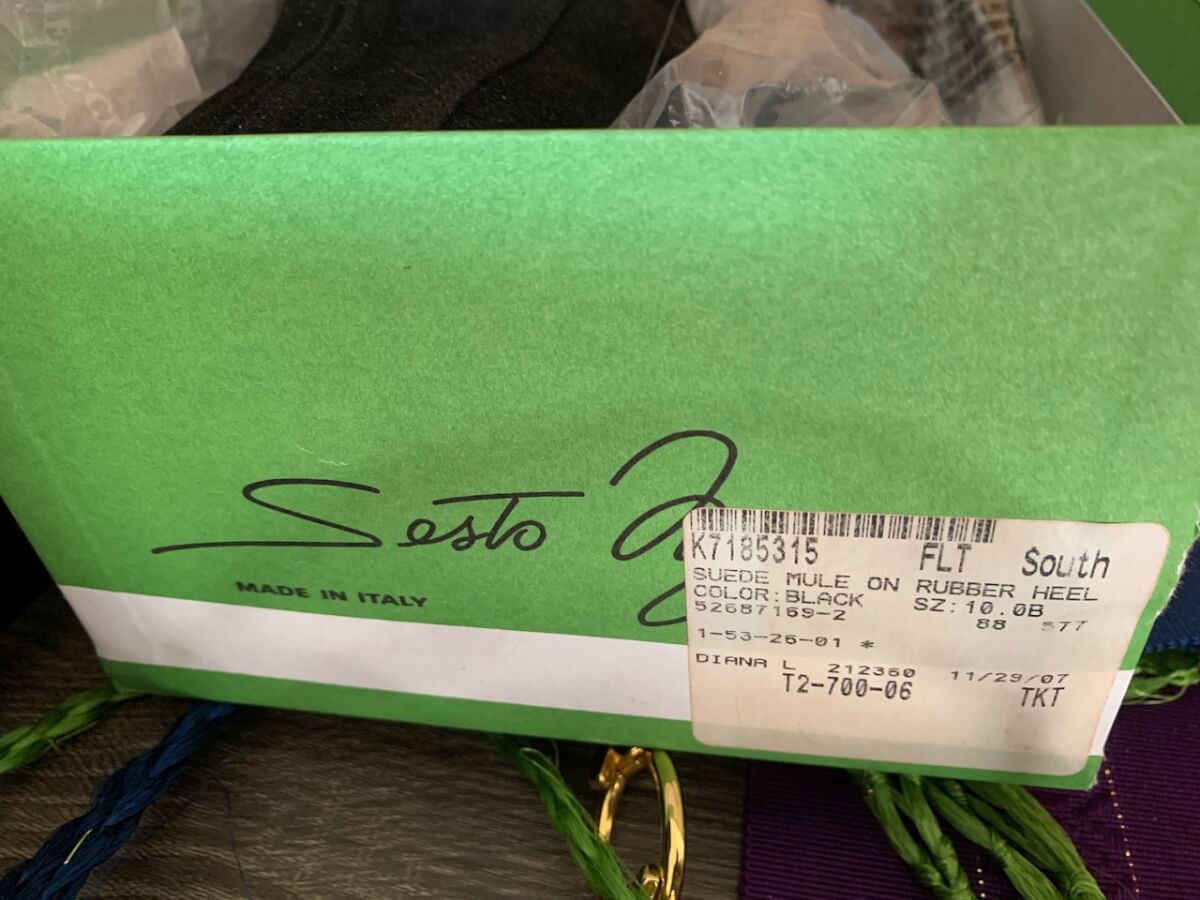 Sesto
MADE IN ITALY
K7185315 FLT South
SUEDE MULE ON RUBBER HEEL
COLOR:BLACK SZ:10.0B
52687169-2 88 577
1-53-26-01 *
DIANA L 212360 11/29/07
T2-700-06 TKT